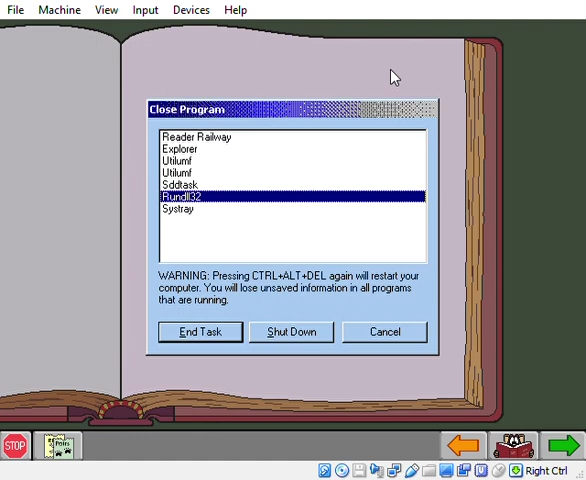 File Machine View Input Devices Help
Close Program
Reader Railway
Explorer
Utilumf
Utilumf
Sddtask
Rundll32
Systray
WARNING: Pressing CTRL+ALT+DEL again will restart your
computer. You will lose unsaved information in all programs
that are running.
End Task Shut Down Cancel
STOP Pairs
Right Ctrl